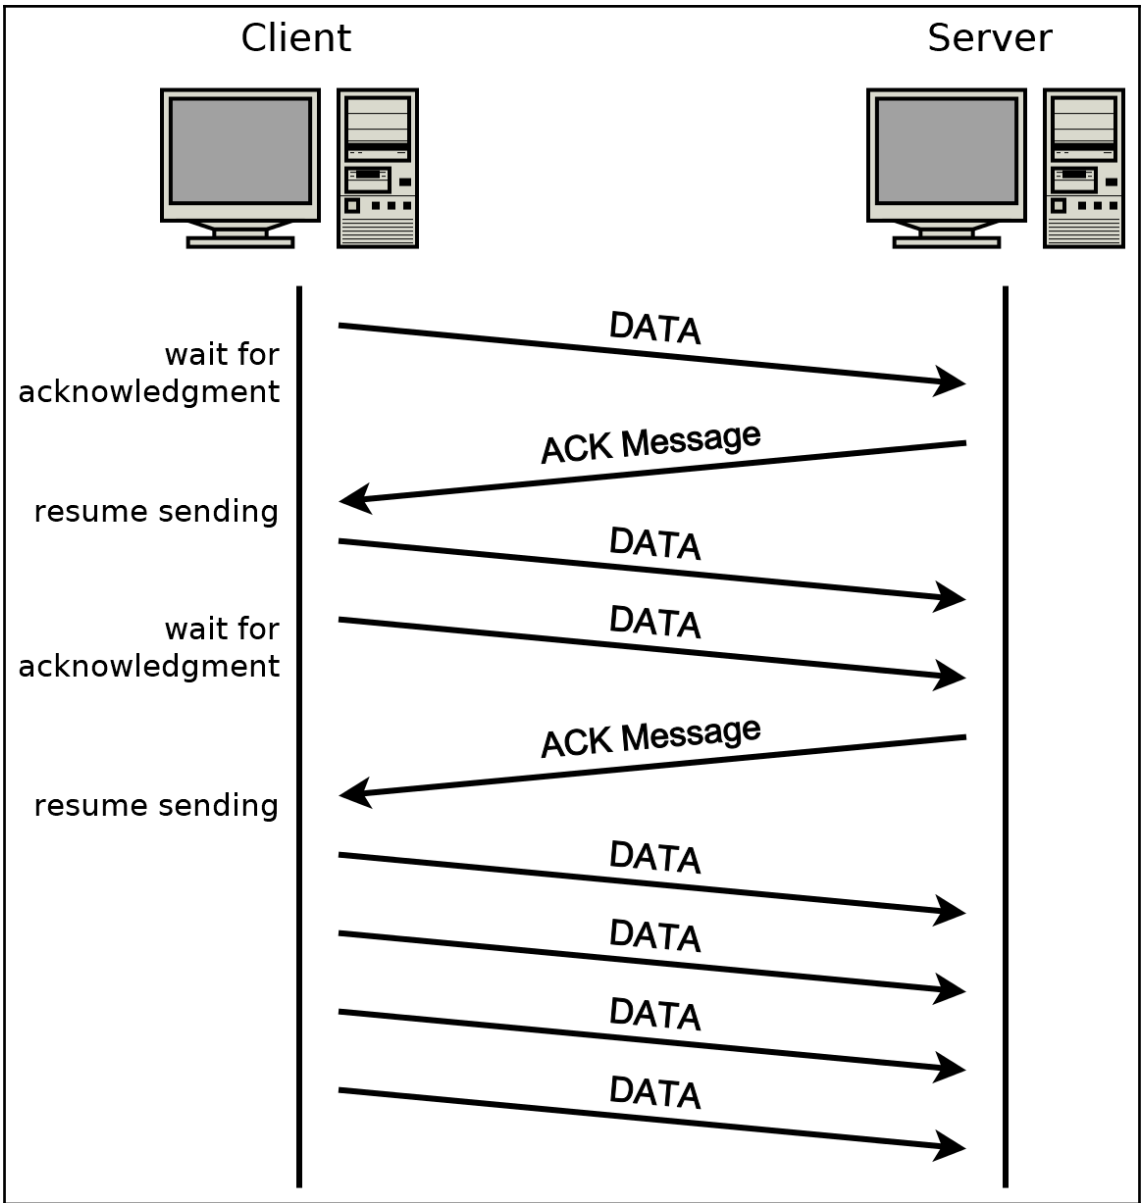 Client
Server
DATA
wait for
acknowledgment
ACK Message
resume sending
DATA
DATA
wait for
acknowledgment
ACK Message
resume sending
DATA
DATA
DATA
DATA